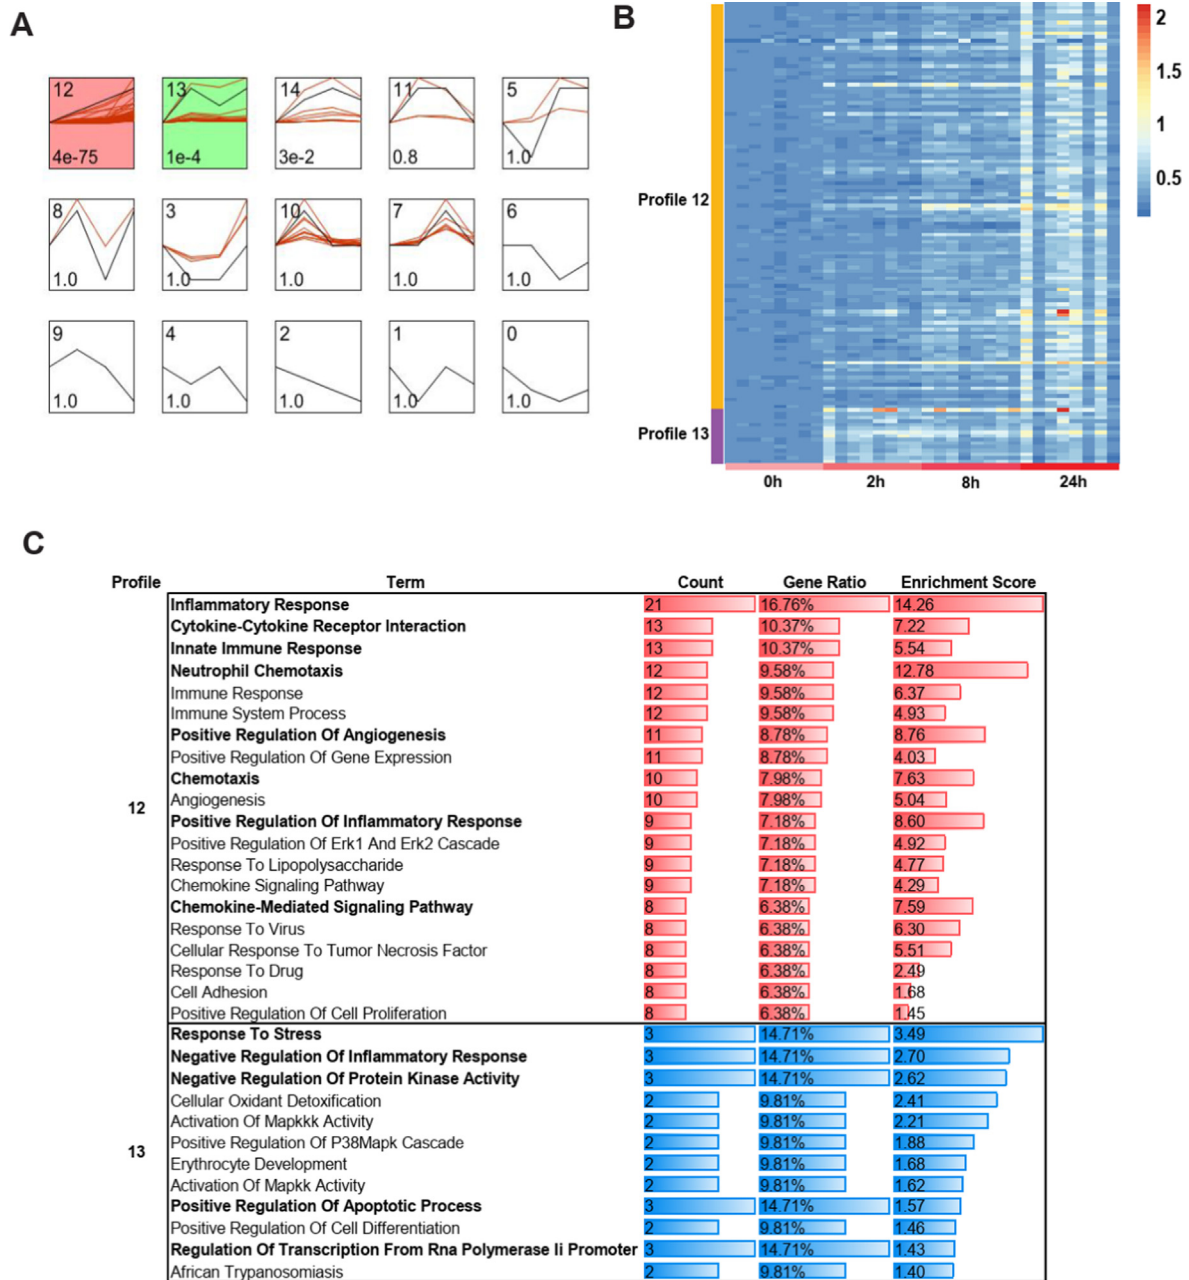 A
12
4e-75
13
1e-4
14
3e-2
11
0.8
5
1.0
8
1.0
3
1.0
10
1.0
7
1.0
6
1.0
9
1.0
4
1.0
2
1.0
1
1.0
0
1.0
B
2
1.5
1
0.5
Profile 12
Profile 13
0h 2h 8h 24h
C
Profile Term Count Gene Ratio Enrichment Score
Inflammatory Response 21 16.76% 14.26
Cytokine-Cytokine Receptor Interaction 13 10.37% 7.22
Innate Immune Response 13 10.37% 5.54
Neutrophil Chemotaxis 12 9.58% 12.78
Immune Response 12 9.58% 6.37
Immune System Process 12 9.58% 4.93
Positive Regulation Of Angiogenesis 11 8.78% 8.76
Positive Regulation Of Gene Expression 11 8.78% 4.03
Chemotaxis 10 7.98% 7.63
Angiogenesis 10 7.98% 5.04
12
Positive Regulation Of Inflammatory Response 9 7.18% 8.60
Positive Regulation Of Erk1 And Erk2 Cascade 9 7.18% 4.92
Response To Lipopolysaccharide 9 7.18% 4.77
Chemokine Signaling Pathway 9 7.18% 4.29
Chemokine-Mediated Signaling Pathway 8 6.38% 7.59
Response To Virus 8 6.38% 6.30
Cellular Response To Tumor Necrosis Factor 8 6.38% 5.51
Response To Drug 8 6.38% 2.49
Cell Adhesion 8 6.38% 1.68
Positive Regulation Of Cell Proliferation 8 6.38% 1.45
Response To Stress 3 14.71% 3.49
Negative Regulation Of Inflammatory Response 3 14.71% 2.70
Negative Regulation Of Protein Kinase Activity 3 14.71% 2.62
Cellular Oxidant Detoxification 2 9.81% 2.41
Activation Of Mapkkk Activity 2 9.81% 2.21
Positive Regulation Of P38Mapk Cascade 2 9.81% 1.88
13
Erythrocyte Development 2 9.81% 1.68
Activation Of Mapkk Activity 2 9.81% 1.62
Positive Regulation Of Apoptotic Process 3 14.71% 1.57
Positive Regulation Of Cell Differentiation 2 9.81% 1.46
Regulation Of Transcription From Rna Polymerase Ii Promoter 3 14.71% 1.43
African Trypanosomiasis 2 9.81% 1.40